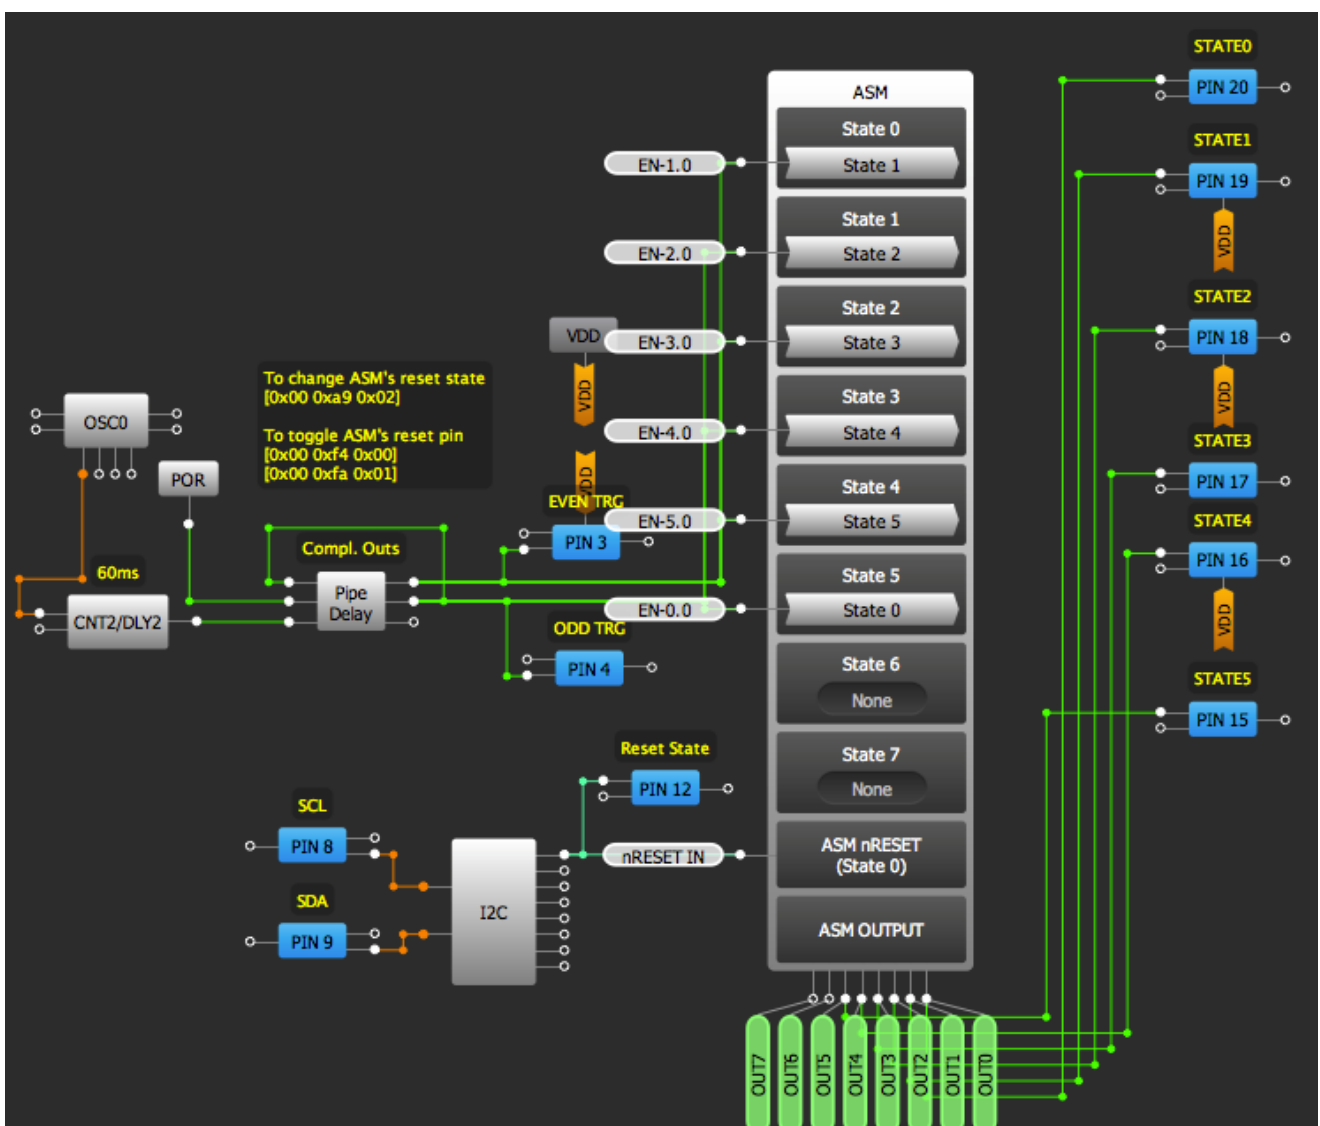 STATE0
PIN 20
ASM
State 0
State 1
EN-1.0
STATE1
PIN 19
VDD
State 1
State 2
EN-2.0
STATE2
PIN 18
VDD
State 2
State 3
VDD
EN-3.0
VDD
To change ASM's reset state
[0x00 0xa9 0x02]
To toggle ASM's reset pin
[0x00 0xf4 0x00]
[0x00 0xfa 0x01]
OSC0
POR
State 3
State 4
EN-4.0
STATE3
PIN 17
VDD
EVEN TRG
PIN 3
EN-5.0
State 4
State 5
STATE4
PIN 16
VDD
Compl. Outs
Pipe
Delay
60ms
CNT2/DLY2
State 5
State 0
EN-0.0
ODD TRG
PIN 4
State 6
None
STATE5
PIN 15
State 7
None
Reset State
PIN 12
SCL
PIN 8
nRESET IN
ASM nRESET
(State 0)
SDA
PIN 9
I2C
ASM OUTPUT
OUT7
OUT6
OUT5
OUT4
OUT3
OUT2
OUT1
OUT0